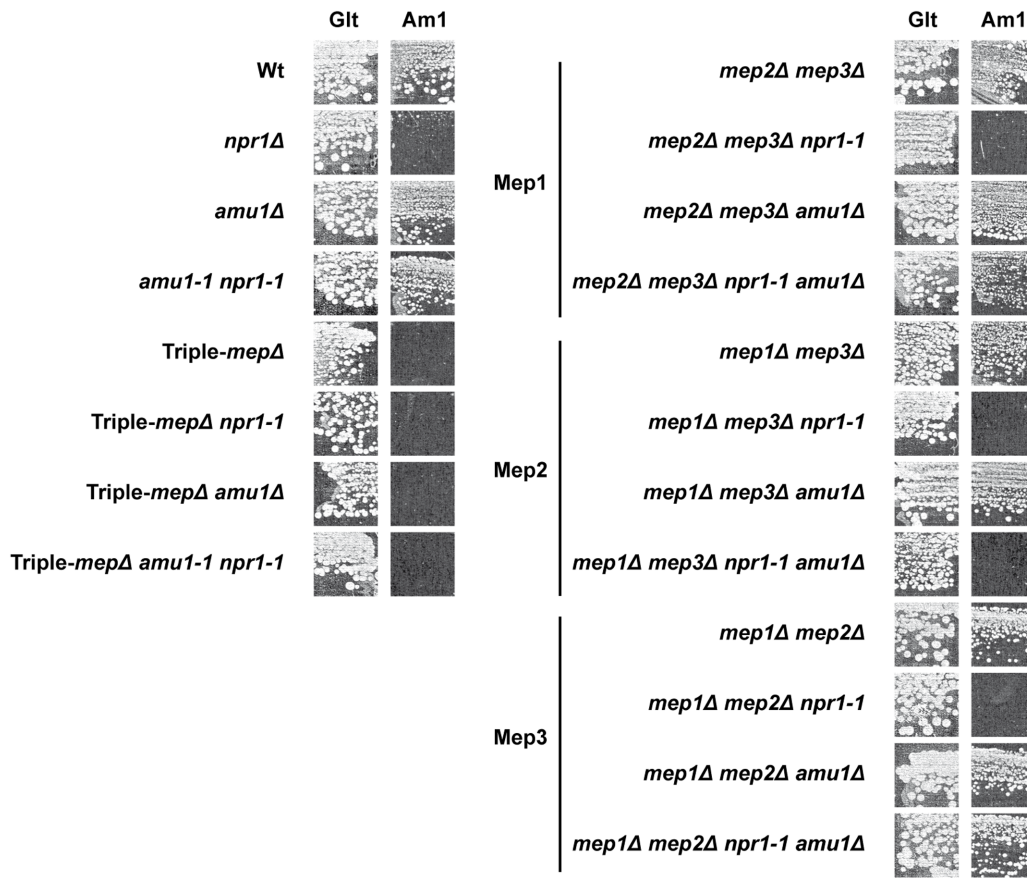 Glt Am1
Wt
npr1Δ
amu1Δ
amu1-1 npr1-1
Triple-mepΔ
Triple-mepΔ npr1-1
Triple-mepΔ amu1Δ
Triple-mepΔ amu1-1 npr1-1
Glt Am1
Mep1
mep2Δ mep3Δ
mep2Δ mep3Δ npr1-1
mep2Δ mep3Δ amu1Δ
mep2Δ mep3Δ npr1-1 amu1Δ
Mep2
mep1Δ mep3Δ
mep1Δ mep3Δ npr1-1
mep1Δ mep3Δ amu1Δ
mep1Δ mep3Δ npr1-1 amu1Δ
Mep3
mep1Δ mep2Δ
mep1Δ mep2Δ npr1-1
mep1Δ mep2Δ amu1Δ
mep1Δ mep2Δ npr1-1 amu1Δ